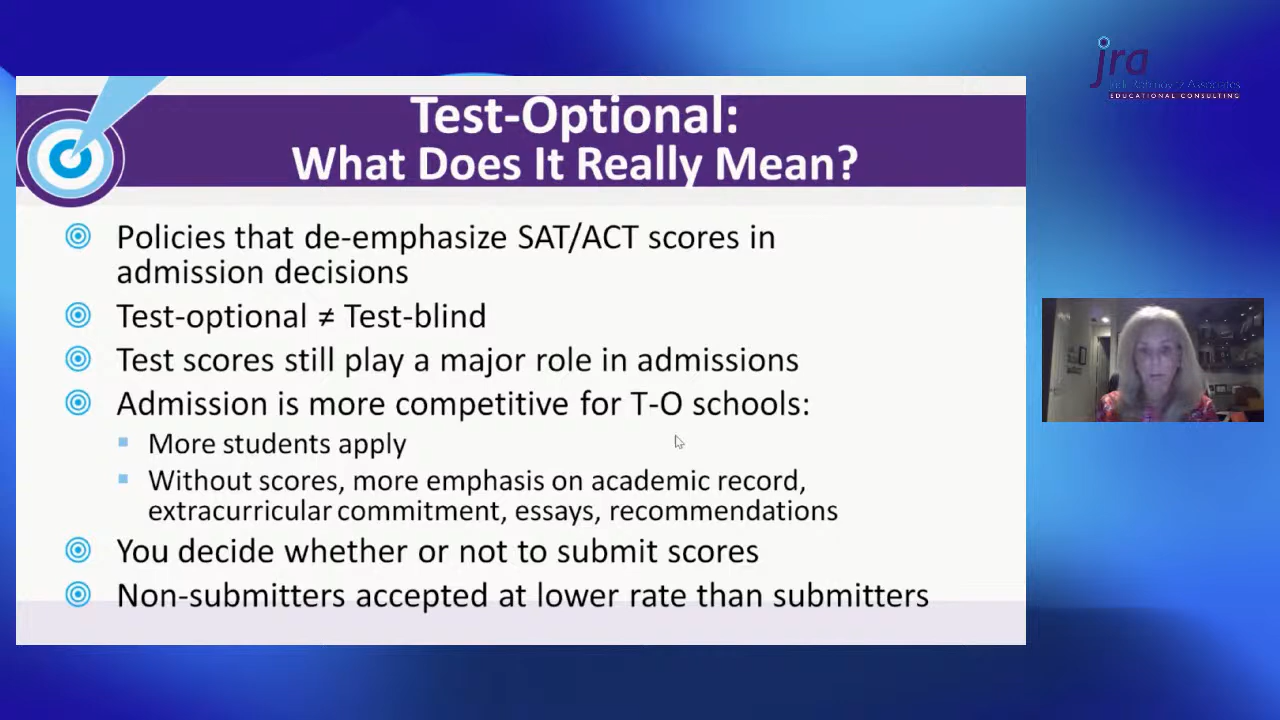 jra
EDUCATIONAL CONSULTING
Test-Optional:
What Does It Really Mean?
Policies that de-emphasize SAT/ACT scores in
admission decisions
Test-optional ≠ Test-blind
Test scores still play a major role in admissions
Admission is more competitive for T-O schools:
More students apply
Without scores, more emphasis on academic record,
extracurricular commitment, essays, recommendations
You decide whether or not to submit scores
Non-submitters accepted at lower rate than submitters